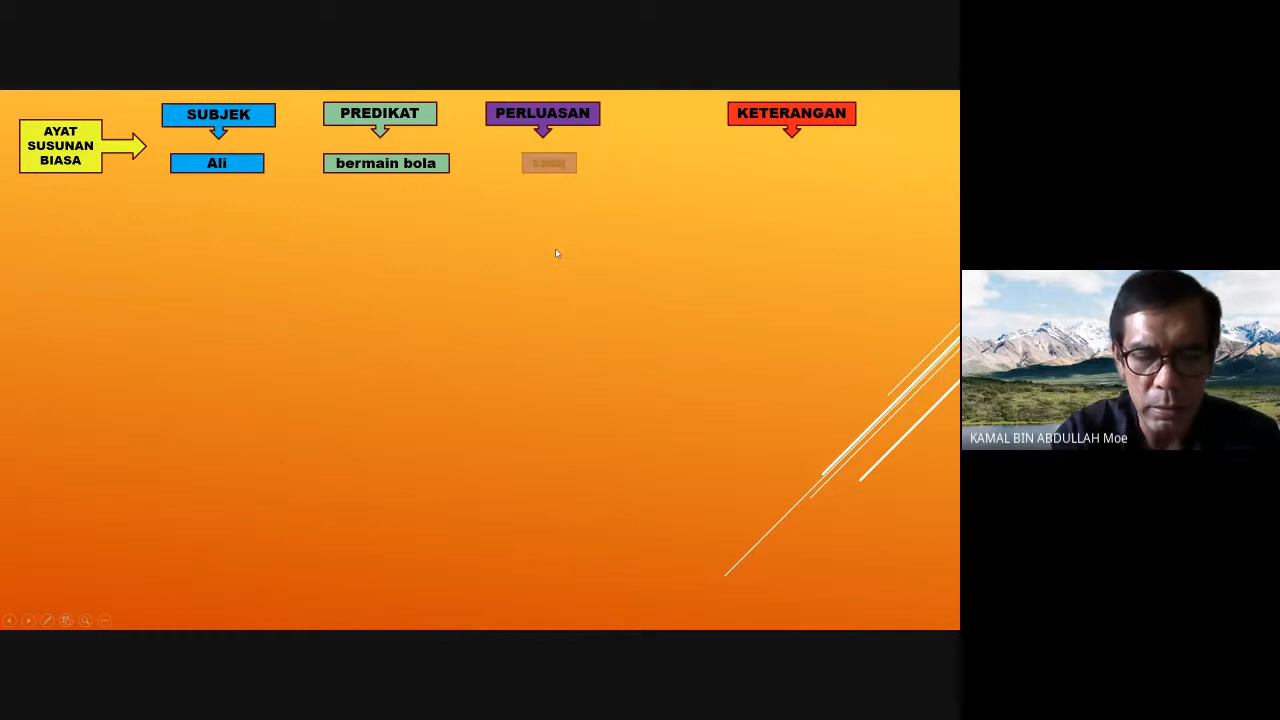 SUBJEK
PREDIKAT
PERLUASAN
KETERANGAN
AYAT
SUSUNAN
BIASA
Ali
bermain bola
KAMAL BIN ABDULLAH Moe